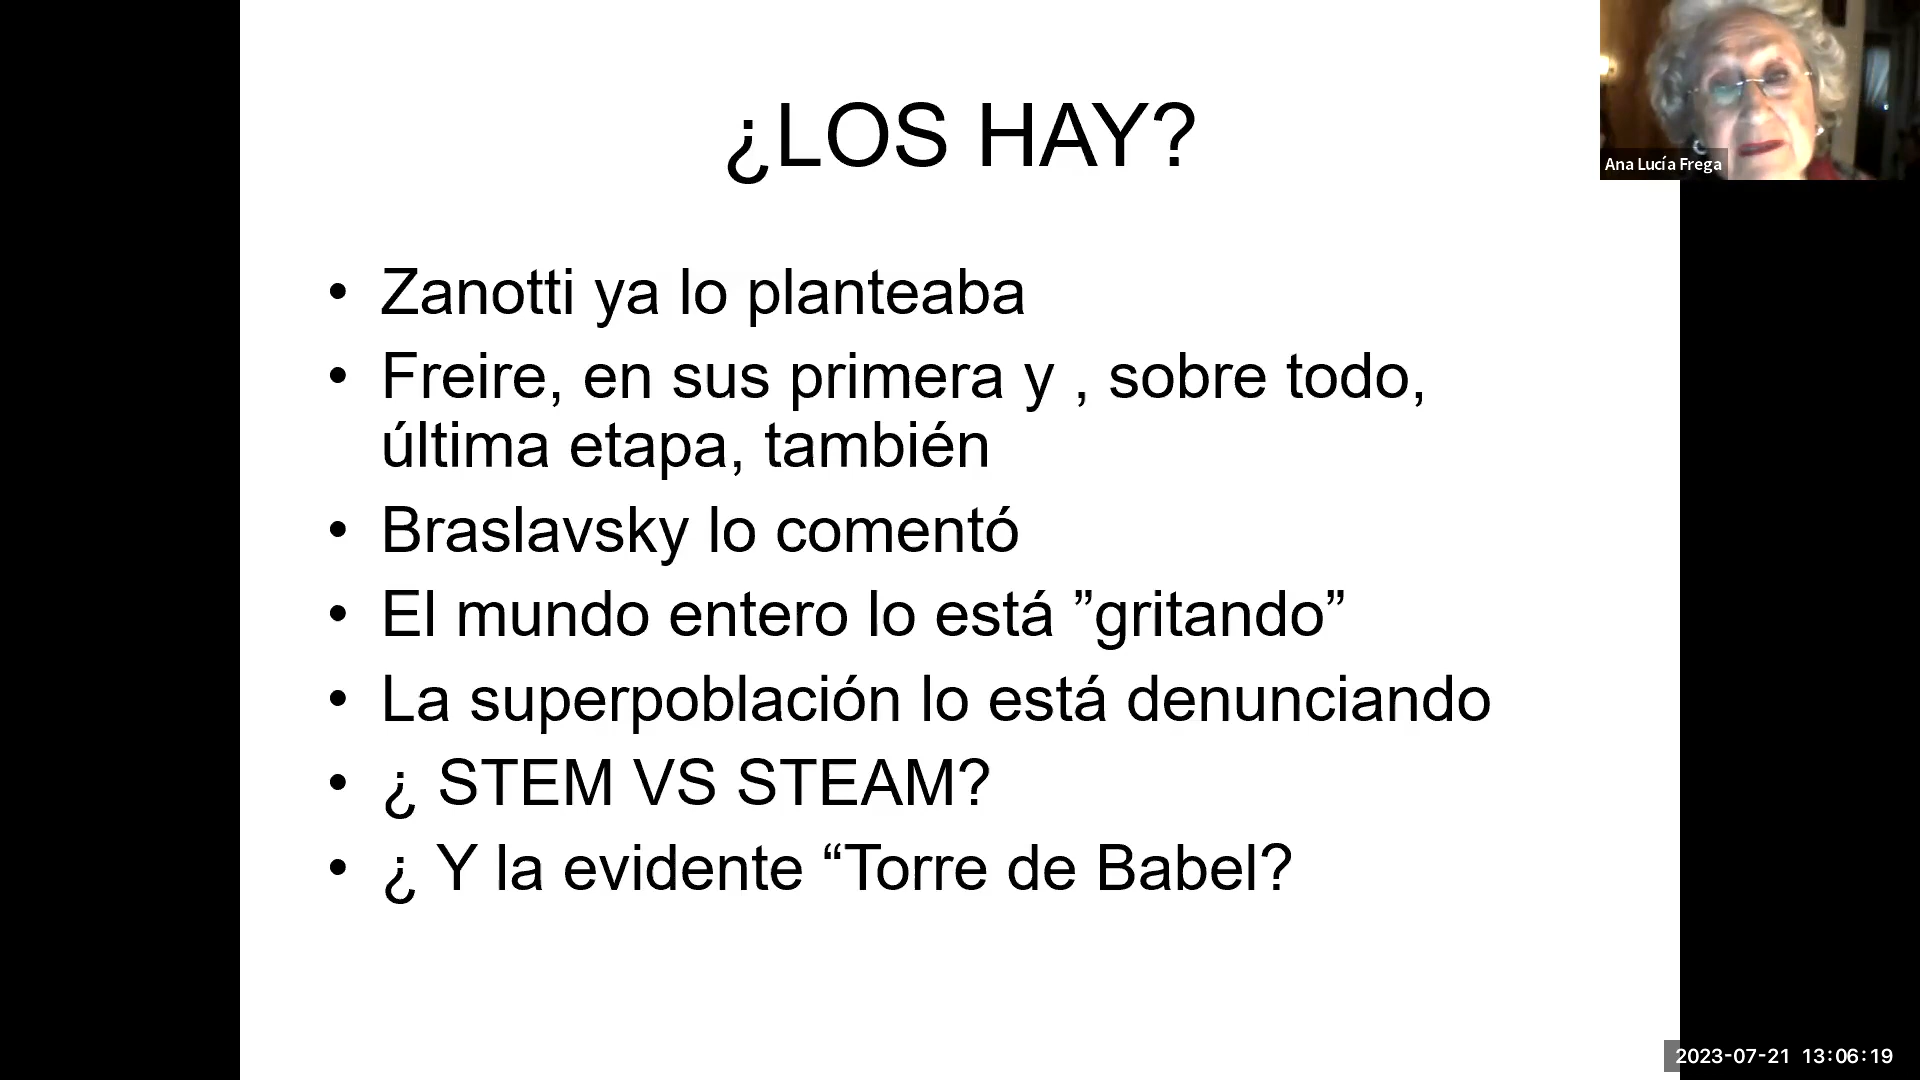 ¿LOS HAY?
• Zanotti ya lo planteaba
• Freire, en sus primera y , sobre todo,
última etapa, también
• Braslavsky lo comentó
• El mundo entero lo está ”gritando”
• La superpoblación lo está denunciando
• ¿ STEM VS STEAM?
• ¿ Y la evidente “Torre de Babel?
Ana Lucía Frega
2023-07-21 13:06:19